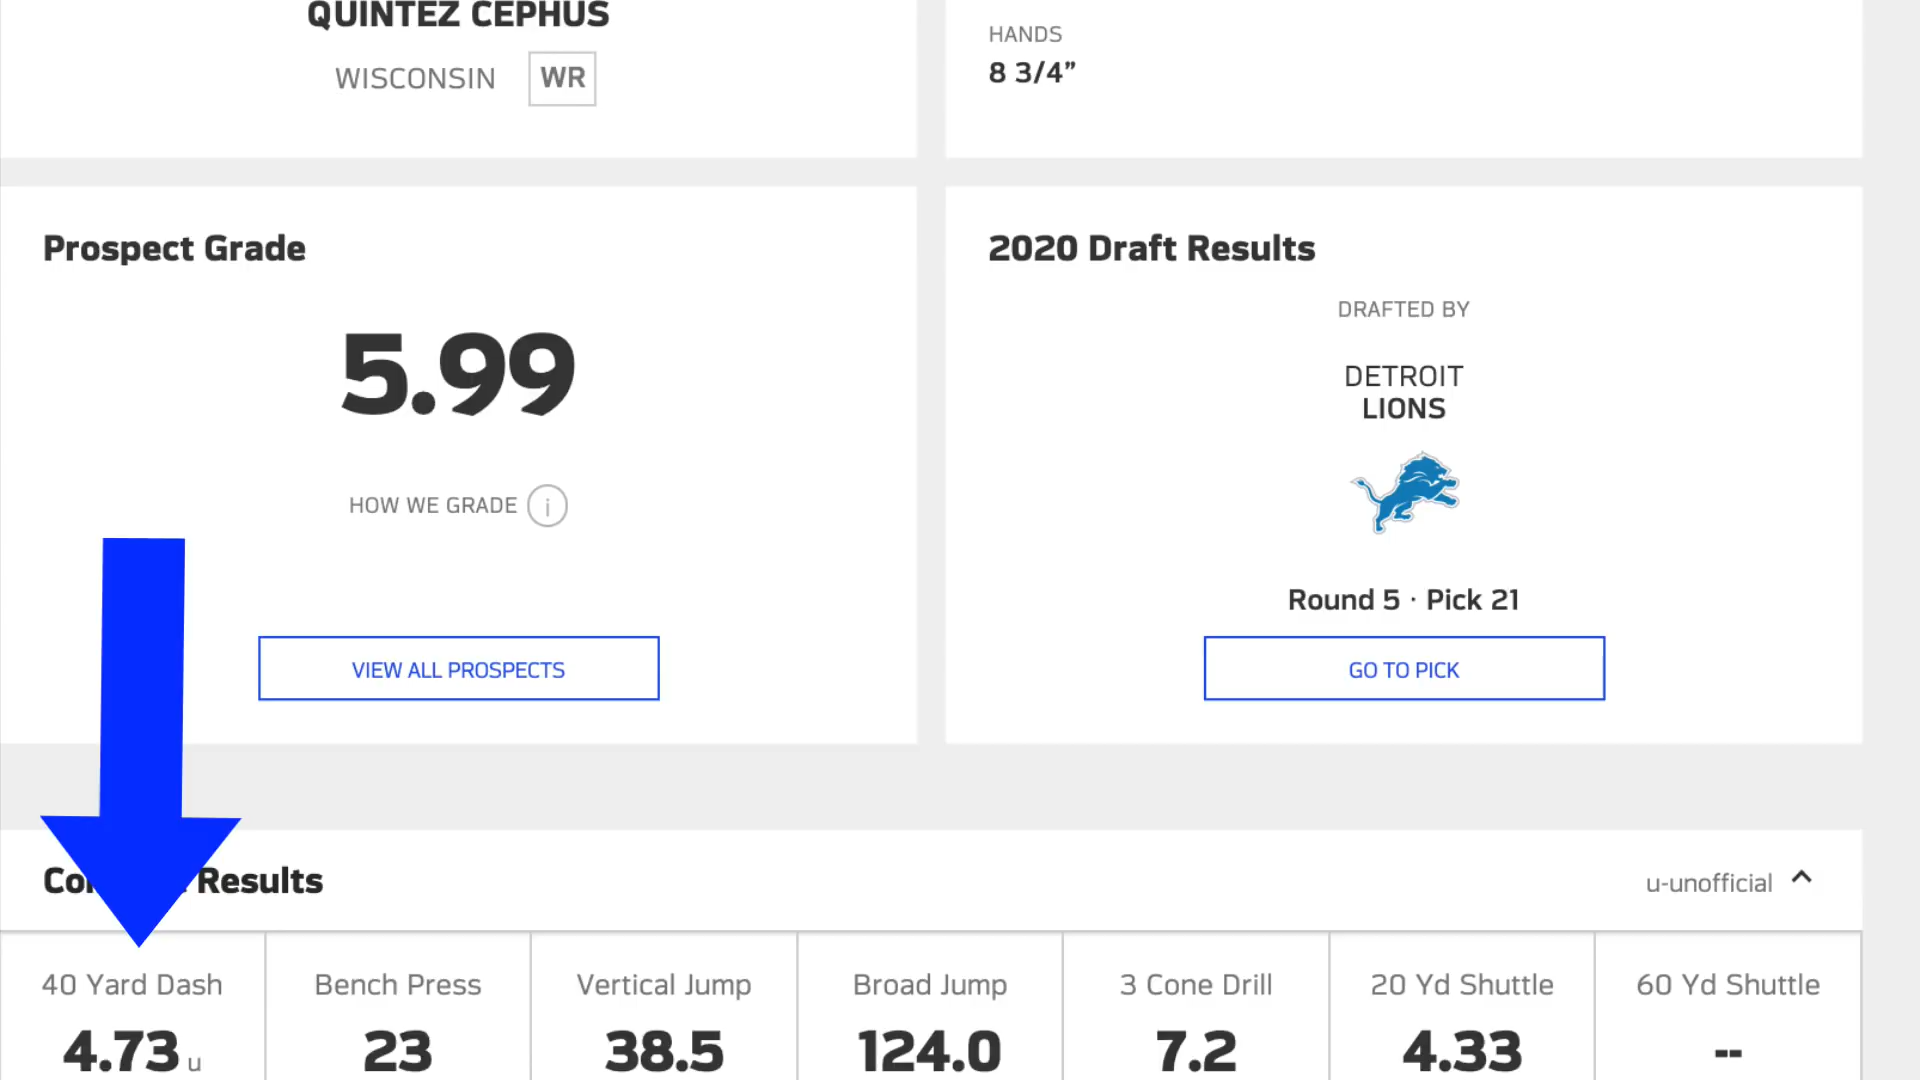 QUINTEZ CEPHUS
WISCONSIN WR
HANDS
8 3/4”
Prospect Grade
5.99
HOW WE GRADE i
VIEW ALL PROSPECTS
2020 Draft Results
DRAFTED BY
DETROIT
LIONS
Round 5 · Pick 21
GO TO PICK
Results
u-unofficial
40 Yard Dash
4.73 u
Bench Press
23
Vertical Jump
38.5
Broad Jump
124.0
3 Cone Drill
7.2
20 Yd Shuttle
4.33
60 Yd Shuttle
--